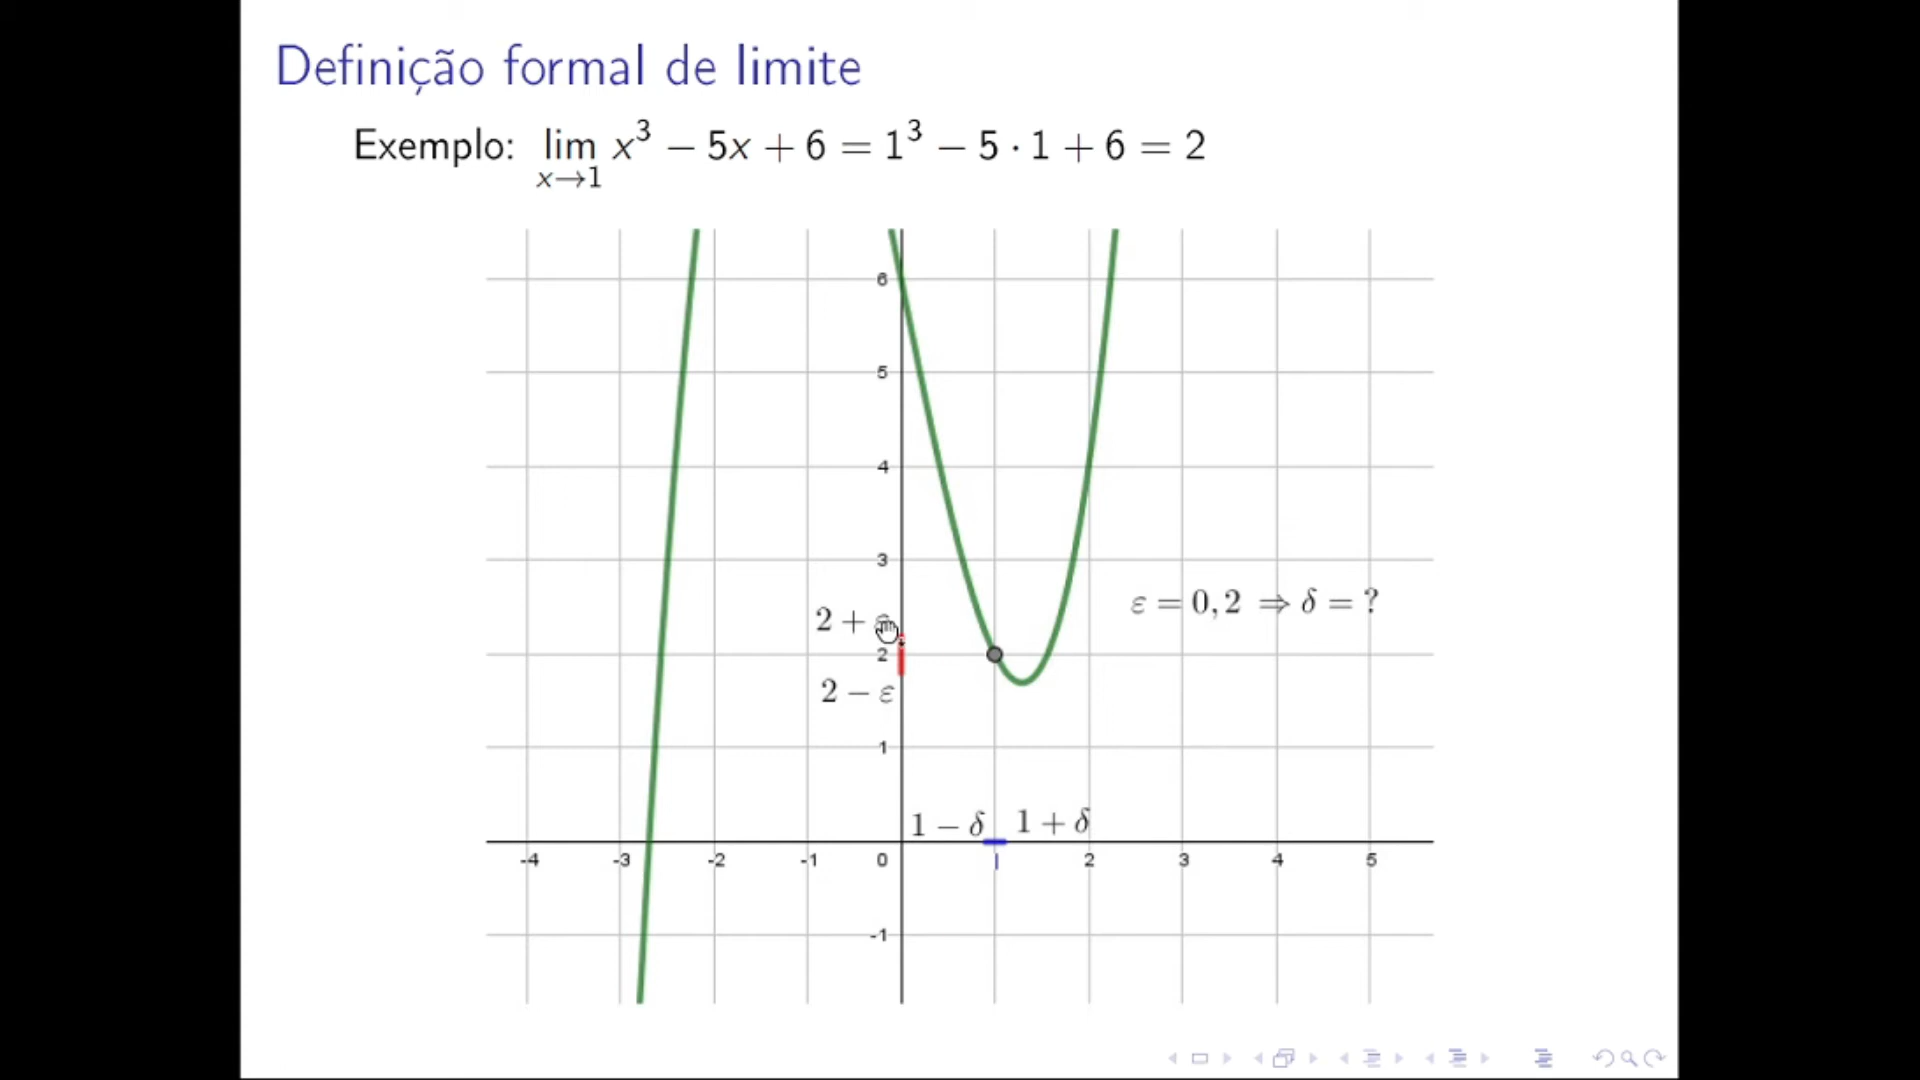 Definição formal de limite
Exemplo: lim x→1 x³ − 5x + 6 = 1³ − 5 · 1 + 6 = 2
6
5
4
3
ε = 0, 2 ⇒ δ = ?
2 +
2
2 − ε
1
1 − δ 1 + δ
-4 -3 -2 -1 0 2 3 4 5
-1